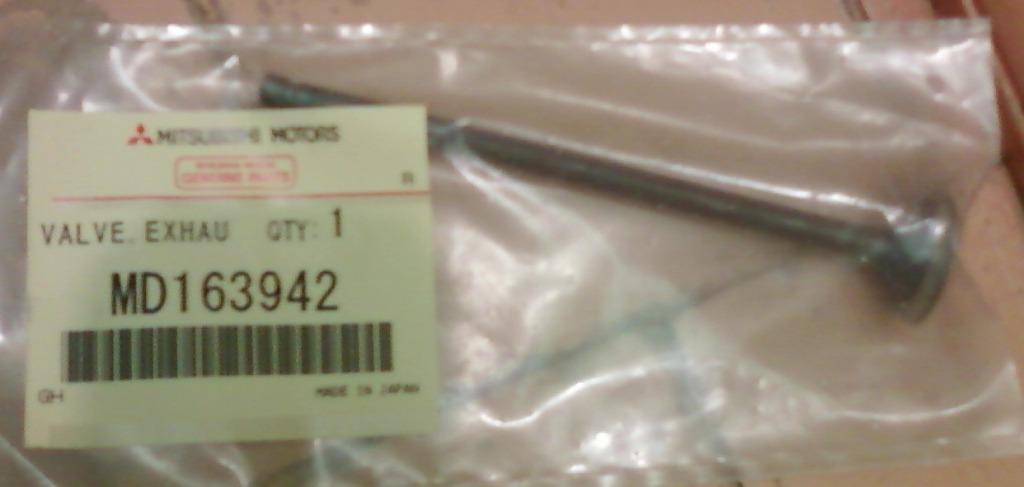 MITSUBISHI MOTORS
GENUINE PARTS
R
VALVE, EXHAU QTY: 1
MD163942
GH
MADE IN JAPAN